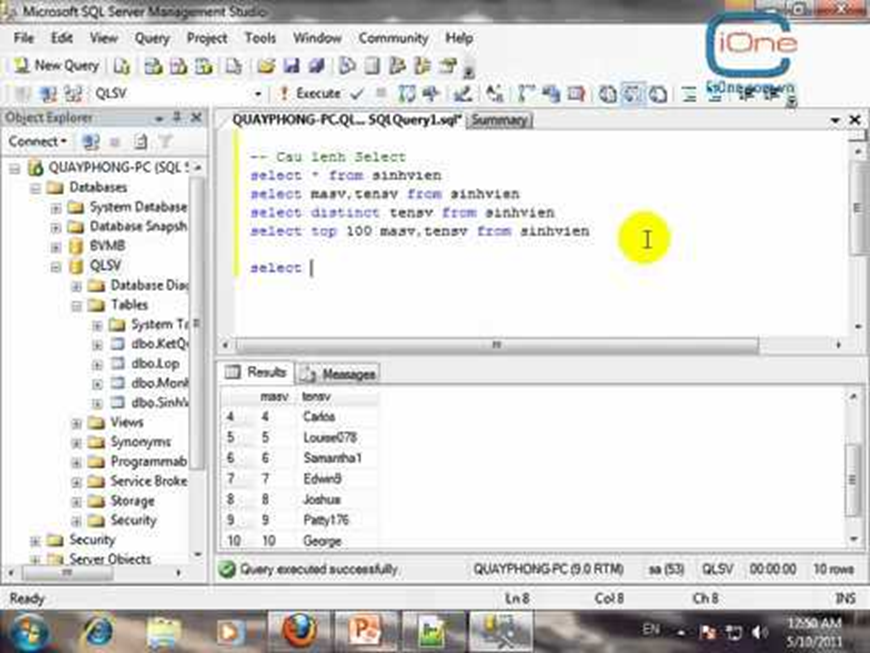 Microsoft SQL Server Management Studio
File Edit View Query Project Tools Window Community Help
iOne
New Query
QLSV
Execute
Object Explorer
QUAYPHONG-PC.QL... SQLQuery1.sql*
Summary
Connect
QUAYPHONG-PC (SQL S
Databases
System Database
Database Snapsh
BVMB
QLSV
Database Diag
Tables
System Ta
dbo.KetQu
dbo.Lop
dbo.MonH
dbo.SinhV
Views
Synonyms
Programmab
Service Broke
Storage
Security
Security
Server Objects
-- Cau lenh Select
select * from sinhvien
select masv,tensv from sinhvien
select distinct tensv from sinhvien
select top 100 masv,tensv from sinhvien
select
Results
Messages
masv tensv
4 4 Carlos
5 5 Louise078
6 6 Samantha1
7 7 Edwin9
8 8 Joshua
9 9 Patty176
10 10 George
Query executed successfully.
QUAYPHONG-PC (9.0 RTM)
sa (53)
QLSV
00:00:00
10 rows
Ready
Ln 8
Col 8
Ch 8
INS
EN
12:50 AM
5/10/2011